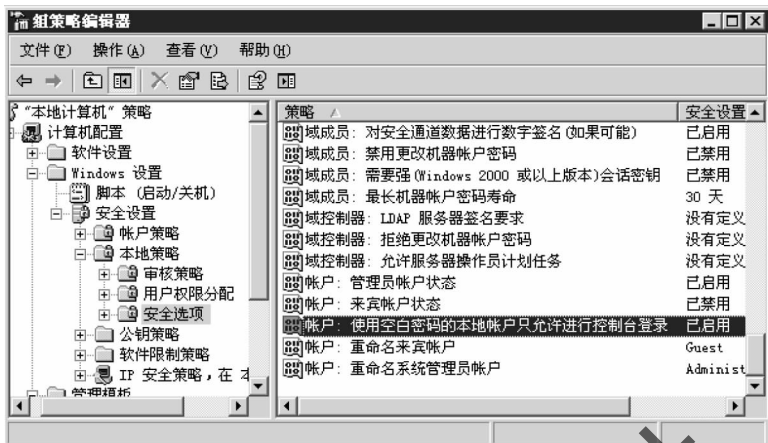 组策略编辑器
文件(F) 操作(A) 查看(V) 帮助(H)
"本地计算机" 策略
计算机配置
软件设置
Windows 设置
脚本 (启动/关机)
安全设置
帐户策略
本地策略
审核策略
用户权限分配
安全选项
公钥策略
软件限制策略
IP 安全策略，在 本
管理模板
策略 安全设置
域成员: 对安全通道数据进行数字签名(如果可能) 已启用
域成员: 禁用更改机器帐户密码 已禁用
域成员: 需要强(Windows 2000 或以上版本)会话密钥 已禁用
域成员: 最长机器帐户密码寿命 30 天
域控制器: LDAP 服务器签名要求 没有定义
域控制器: 拒绝更改机器帐户密码 没有定义
域控制器: 允许服务器操作员计划任务 没有定义
帐户: 管理员帐户状态 已启用
帐户: 来宾帐户状态 已禁用
帐户: 使用空白密码的本地帐户只允许进行控制台登录 已启用
帐户: 重命名来宾帐户 Guest
帐户: 重命名系统管理员帐户 Administ